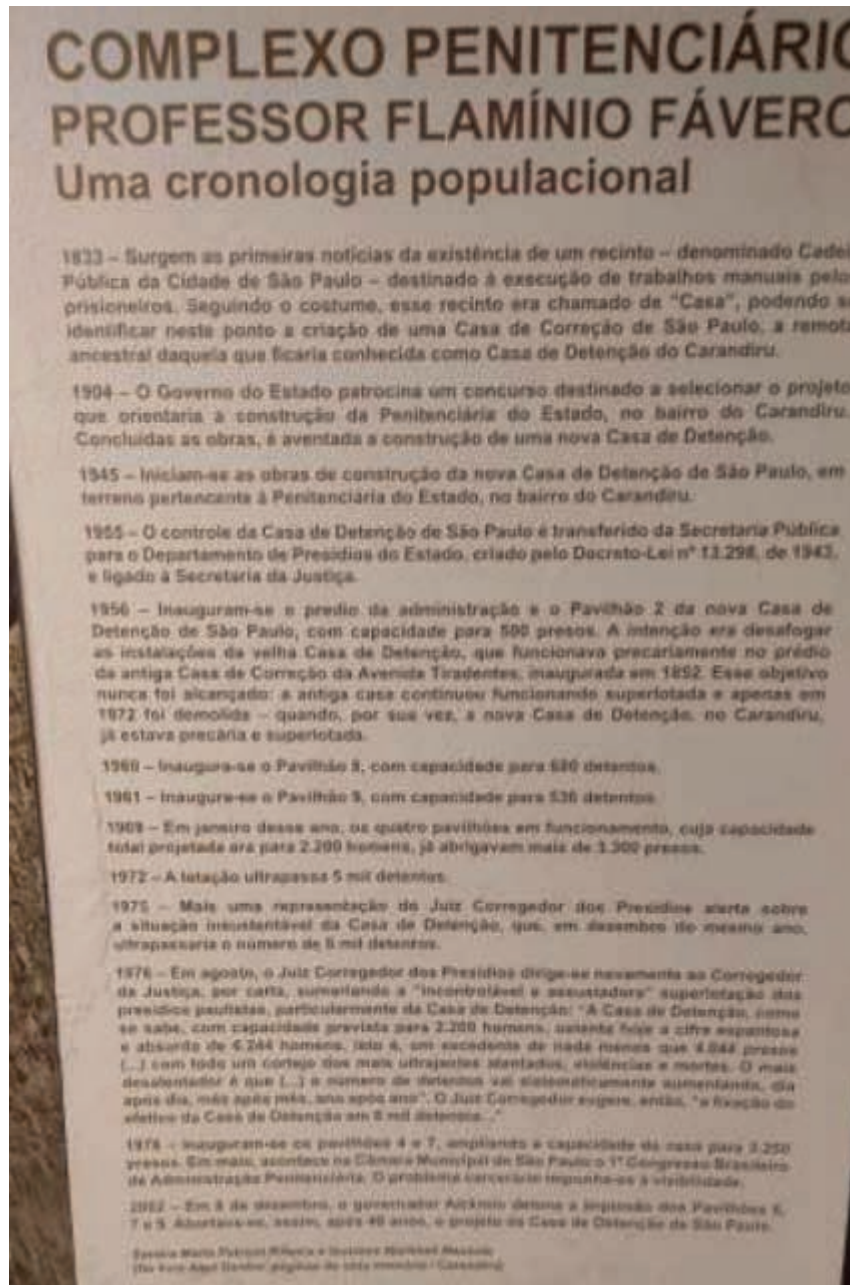 COMPLEXO PENITENCIÁRIO
PROFESSOR FLAMÍNIO FÁVERO
Uma cronologia populacional
1833 – Surgem as primeiras notícias da existência de um recinto – denominado Cadei
Pública da Cidade de São Paulo – destinado à execução de trabalhos manuais pelo
prisioneiros. Seguindo o costume, esse recinto era chamado de "Casa", podendo s
identificar neste ponto a criação de uma Casa de Correção de São Paulo, a remota
ancestral daquela que ficaria conhecida como Casa de Detenção do Carandiru.
1904 – O Governo do Estado patrocina um concurso destinado a selecionar o projeto
que orientaria a construção da Penitenciária do Estado, no bairro do Carandiru.
Concluídas as obras, é aventada a construção de uma nova Casa de Detenção.
1945 – Iniciam-se as obras de construção da nova Casa de Detenção de São Paulo, em
terreno pertencente à Penitenciária do Estado, no bairro do Carandiru.
1955 – O controle da Casa de Detenção de São Paulo é transferido da Secretaria Pública
para o Departamento de Presídios do Estado, criado pelo Decreto-Lei nº 13.298, de 1943,
e ligado à Secretaria da Justiça.
1956 – Inauguram-se o prédio da administração e o Pavilhão 2 da nova Casa de
Detenção de São Paulo, com capacidade para 500 presos. A intenção era desafogar
as instalações da velha Casa de Detenção, que funcionava precariamente no prédio
da antiga Casa de Correção da Avenida Tiradentes, inaugurada em 1852. Esse objetivo
nunca foi alcançado: a antiga casa continuou funcionando superlotada e apenas em
1972 foi demolida – quando, por sua vez, a nova Casa de Detenção, no Carandiru,
já estava precária e superlotada.
1960 – Inaugura-se o Pavilhão 8, com capacidade para 680 detentos.
1961 – Inaugura-se o Pavilhão 9, com capacidade para 536 detentos.
1969 – Em janeiro desse ano, os quatro pavilhões em funcionamento, cuja capacidade
total projetada era para 2.200 homens, já abrigavam mais de 3.300 presos.
1972 – A lotação ultrapassa 5 mil detentos.
1975 – Mais uma representação do Juiz Corregedor dos Presídios alerta sobre
a situação insustentável da Casa de Detenção, que, em dezembro do mesmo ano,
ultrapassaria o número de 6 mil detentos.
1976 – Em agosto, o Juiz Corregedor dos Presídios dirige-se novamente ao Corregedor
da Justiça, por carta, comentando a "incontrolável e assustadora" superlotação dos
presídios paulistas, particularmente da Casa de Detenção: "A Casa de Detenção, como
se sabe, com capacidade prevista para 2.200 homens, ostenta hoje a cifra espantosa
e absurda de 6.244 homens, isto é, um excedente de nada menos que 4.044 presos
(...) com todo um cortejo dos mais ultrajantes atentados, violências e mortes. O mais
desalentador é que (...) o número de detentos vai sistematicamente aumentando, dia
após dia, mês após mês, ano após ano". O Juiz Corregedor sugere, então, "a fixação do
efetivo da Casa de Detenção em 6 mil detentos..."
1978 – Inauguram-se os pavilhões 4 e 7, ampliando a capacidade da casa para 3.250
presos. Em maio, acontece na Câmara Municipal de São Paulo o 1º Congresso Brasileiro
de Administração Penitenciária. O problema carcerário impunha-se à visibilidade.
2002 – Em 8 de dezembro, o governador Alckmin detona a implosão dos Pavilhões 6,
após 46 anos, o projeto da Casa de Detenção de São Paulo.